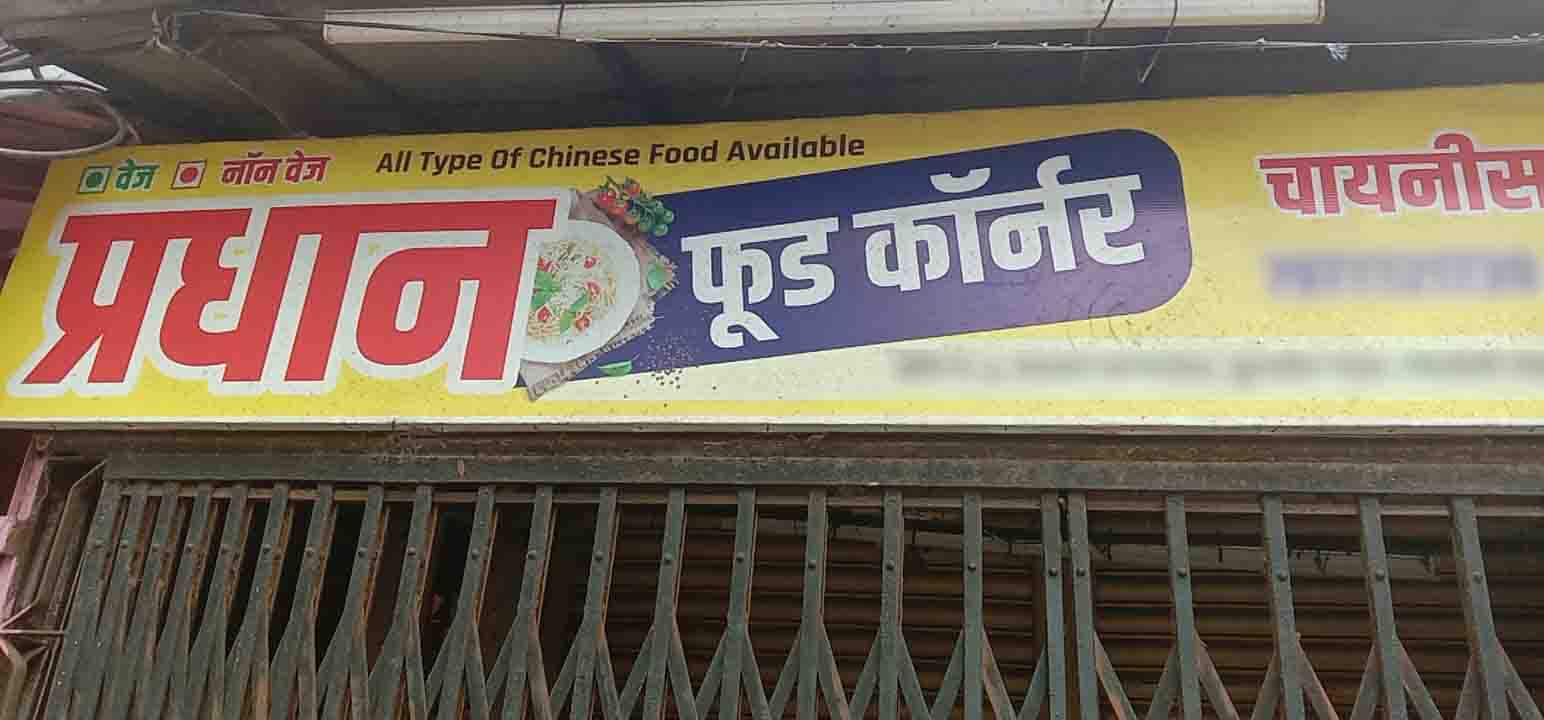 वेज नॉन वेज All Type Of Chinese Food Available
प्रधान फूड कॉर्नर
चायनीस